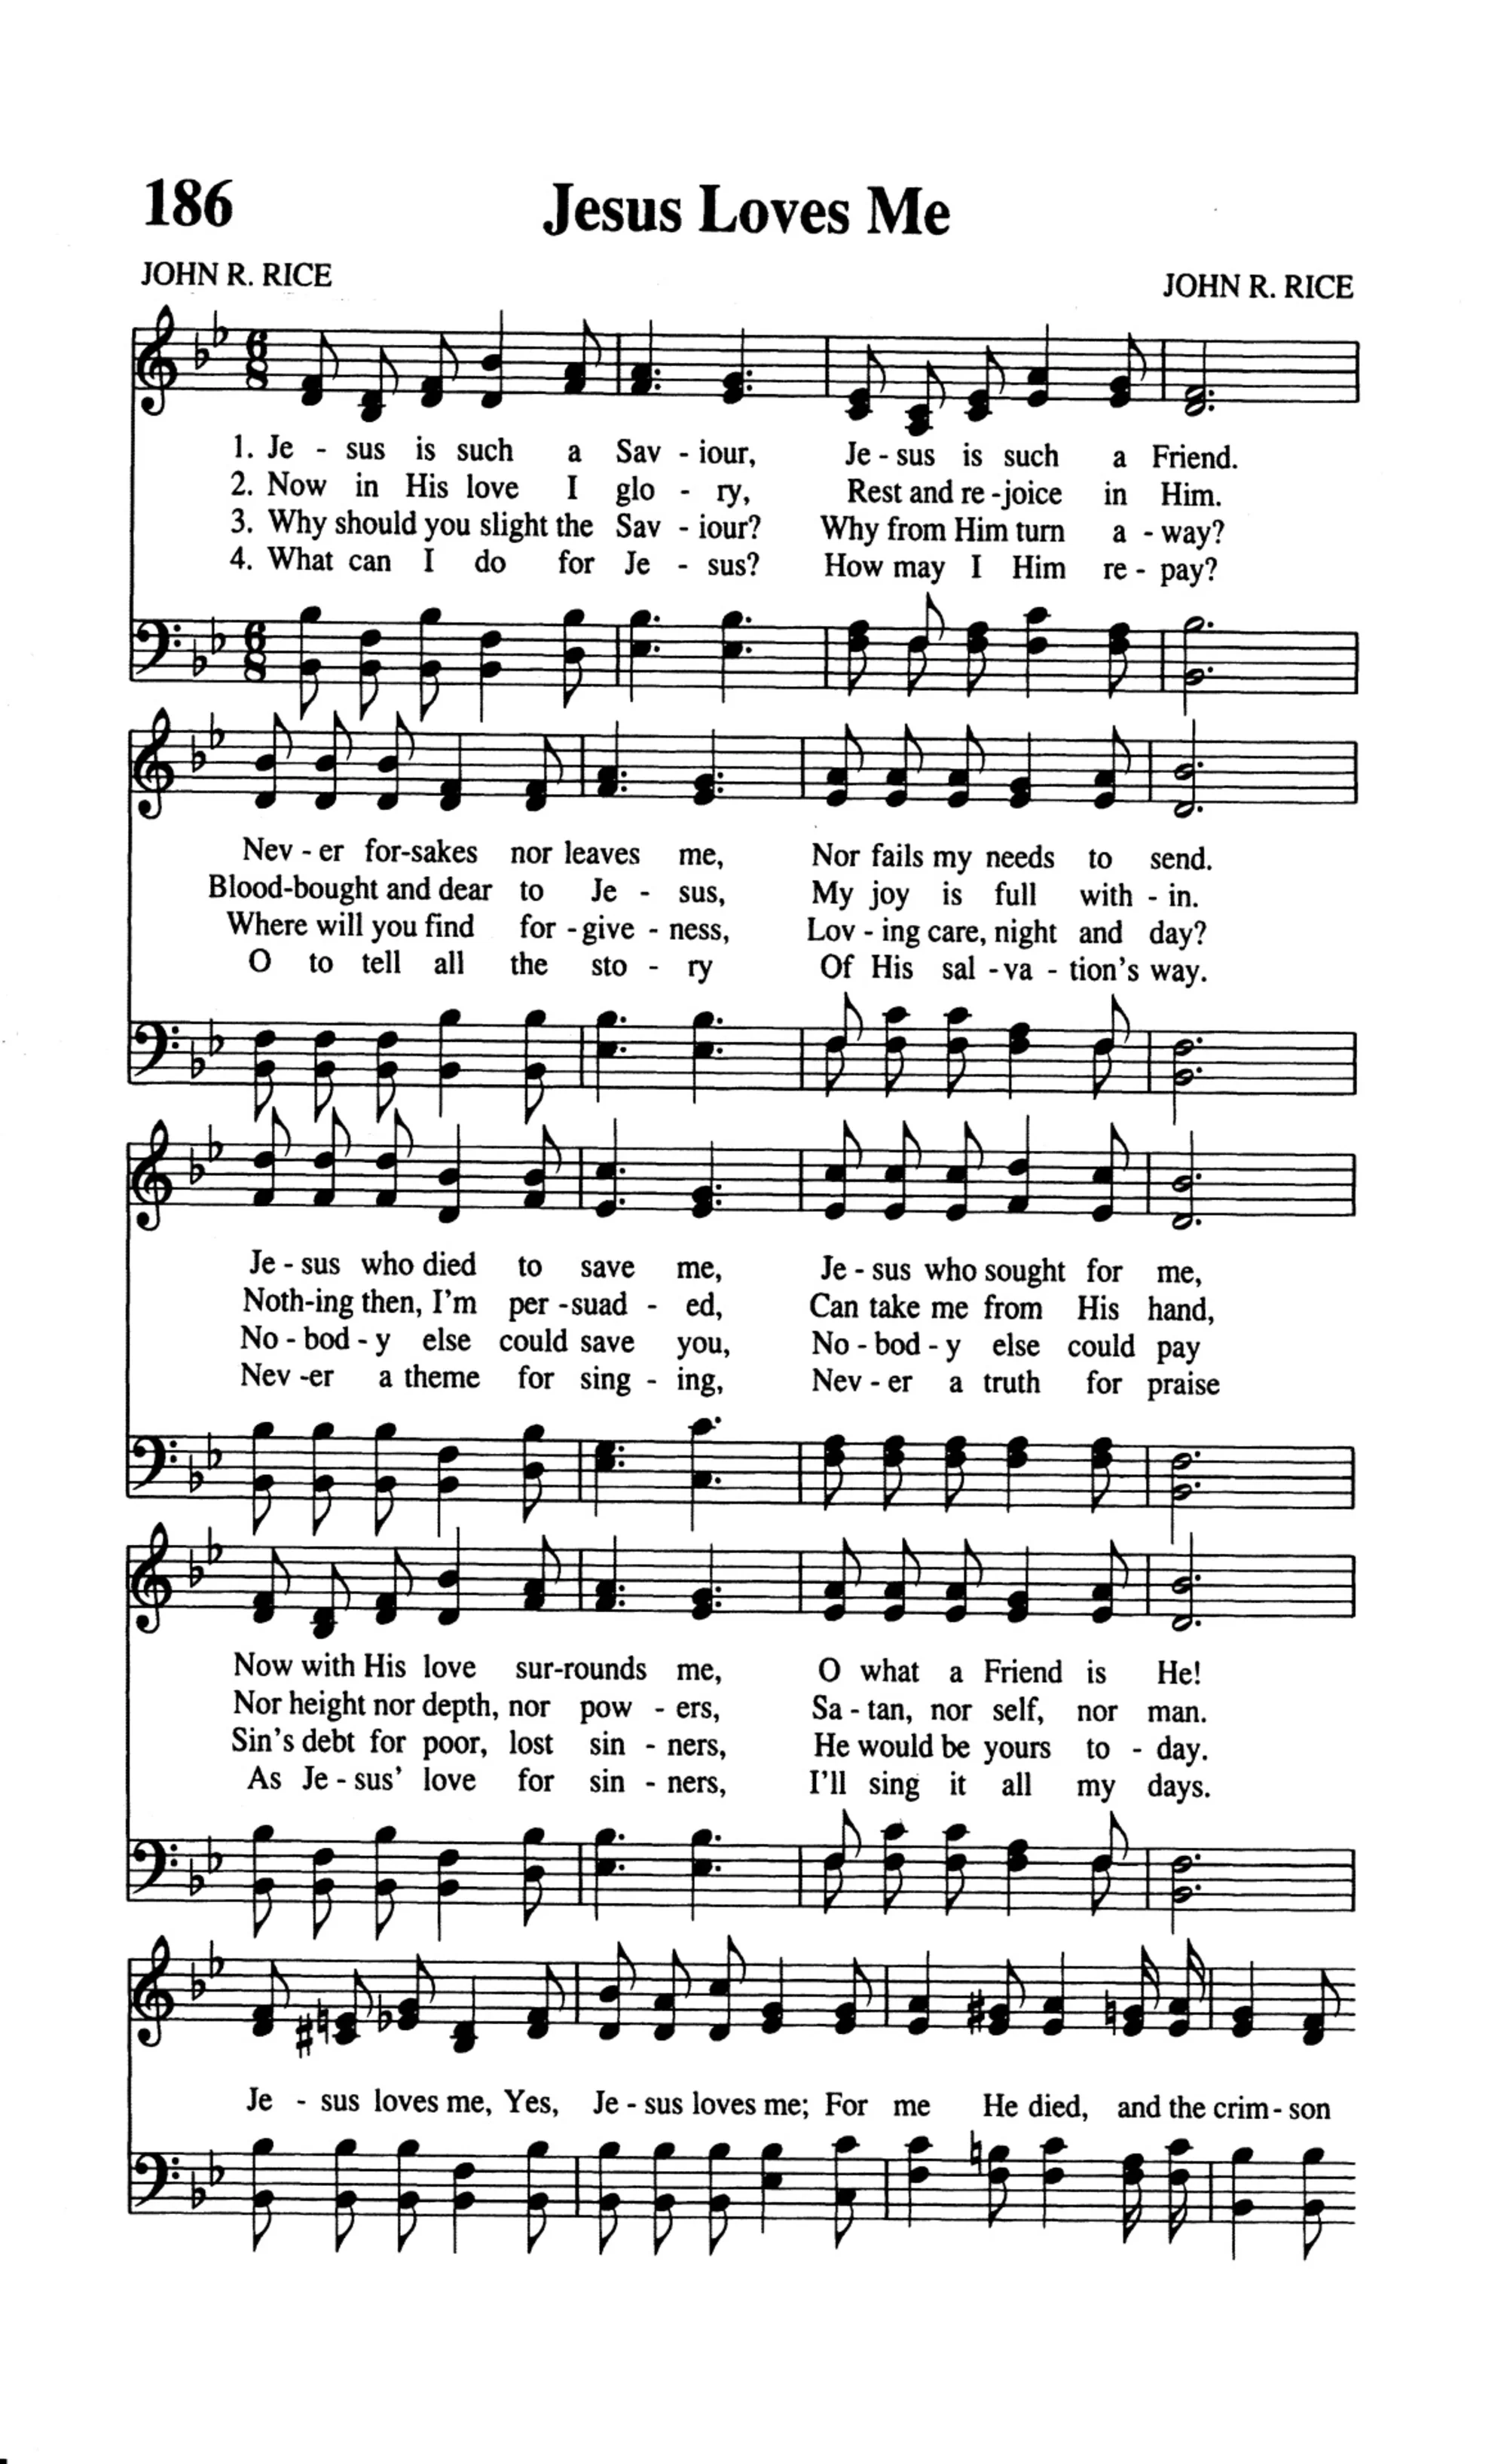 186 Jesus Loves Me
JOHN R. RICE JOHN R. RICE
1. Je - sus is such a Sav - iour, Je - sus is such a Friend.
2. Now in His love I glo - ry, Rest and re -joice in Him.
3. Why should you slight the Sav - iour? Why from Him turn a - way?
4. What can I do for Je - sus? How may I Him re - pay?
Nev - er for-sakes nor leaves me, Nor fails my needs to send.
Blood-bought and dear to Je - sus, My joy is full with - in.
Where will you find for -give - ness, Lov - ing care, night and day?
O to tell all the sto - ry Of His sal -va - tion's way.
Je - sus who died to save me, Je - sus who sought for me,
Noth-ing then, I'm per -suad - ed, Can take me from His hand,
No - bod - y else could save you, No - bod - y else could pay
Nev -er a theme for sing - ing, Nev - er a truth for praise
Now with His love sur-rounds me, O what a Friend is He!
Nor height nor depth, nor pow - ers, Sa - tan, nor self, nor man.
Sin's debt for poor, lost sin - ners, He would be yours to - day.
As Je - sus' love for sin - ners, I'll sing it all my days.
Je - sus loves me, Yes, Je - sus loves me; For me He died, and the crim - son